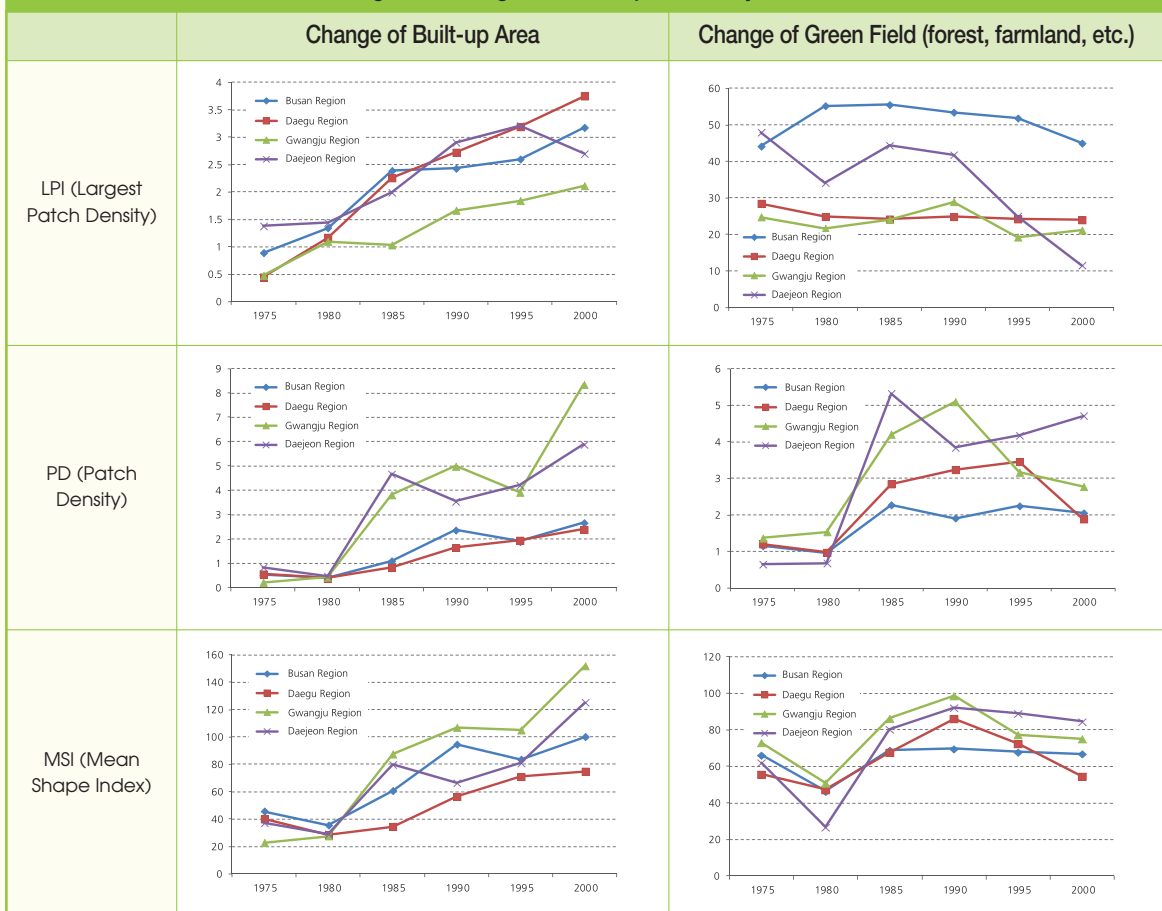 Change of Built-up Area
Change of Green Field (forest, farmland, etc.)
LPI (Largest
Patch Density)
4
3.5
3
2.5
2
1.5
1
0.5
0
Busan Region
Daegu Region
Gwangju Region
Daejeon Region
1975 1980 1985 1990 1995 2000
60
50
40
30
20
10
0
Busan Region
Daegu Region
Gwangju Region
Daejeon Region
1975 1980 1985 1990 1995 2000
PD (Patch
Density)
9
8
7
6
5
4
3
2
1
0
Busan Region
Daegu Region
Gwangju Region
Daejeon Region
1975 1980 1985 1990 1995 2000
6
5
4
3
2
1
0
Busan Region
Daegu Region
Gwangju Region
Daejeon Region
1975 1980 1985 1990 1995 2000
MSI (Mean
Shape Index)
160
140
120
100
80
60
40
20
0
Busan Region
Daegu Region
Gwangju Region
Daejeon Region
1975 1980 1985 1990 1995 2000
120
100
80
60
40
20
0
Busan Region
Daegu Region
Gwangju Region
Daejeon Region
1975 1980 1985 1990 1995 2000